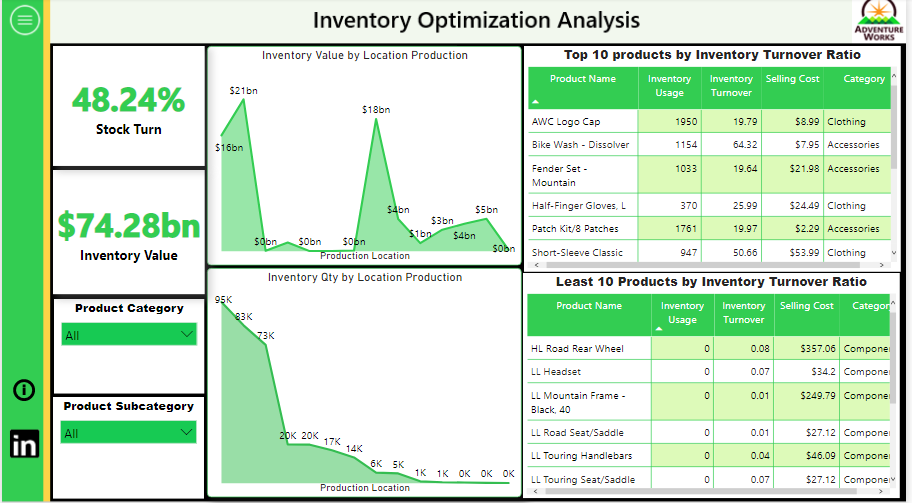 Inventory Optimization Analysis
ADVENTURE
WORKS
48.24%
Stock Turn
$74.28bn
Inventory Value
Product Category
All
Product Subcategory
All
in
Inventory Value by Location Production
$21bn
$18bn
$16bn
$4bn
$5bn
$3bn
$1bn
$4bn
$0bn
$0bn
$0bn
$0bn
Production Location
Inventory Qty by Location Production
95K
83K
73K
20K
20K
17K
14K
6K
5K
1K
1K
0K
0K
0K
Production Location
Top 10 products by Inventory Turnover Ratio
Product Name Inventory Usage Inventory Turnover Selling Cost Category
AWC Logo Cap 1950 19.79 $8.99 Clothing
Bike Wash - Dissolver 1154 64.32 $7.95 Accessories
Fender Set - Mountain 1033 19.64 $21.98 Accessories
Half-Finger Gloves, L 370 25.99 $24.49 Clothing
Patch Kit/8 Patches 1761 19.97 $2.29 Accessories
Short-Sleeve Classic 947 50.66 $53.99 Clothing
Least 10 Products by Inventory Turnover Ratio
Product Name Inventory Usage Inventory Turnover Selling Cost Categor
HL Road Rear Wheel 0 0.08 $357.06 Compone
LL Headset 0 0.07 $34.2 Compone
LL Mountain Frame - Black, 40 0 0.01 $249.79 Compone
LL Road Seat/Saddle 0 0.01 $27.12 Compone
LL Touring Handlebars 0 0.04 $46.09 Compone
LL Touring Seat/Saddle 0 0.07 $27.12 Compone